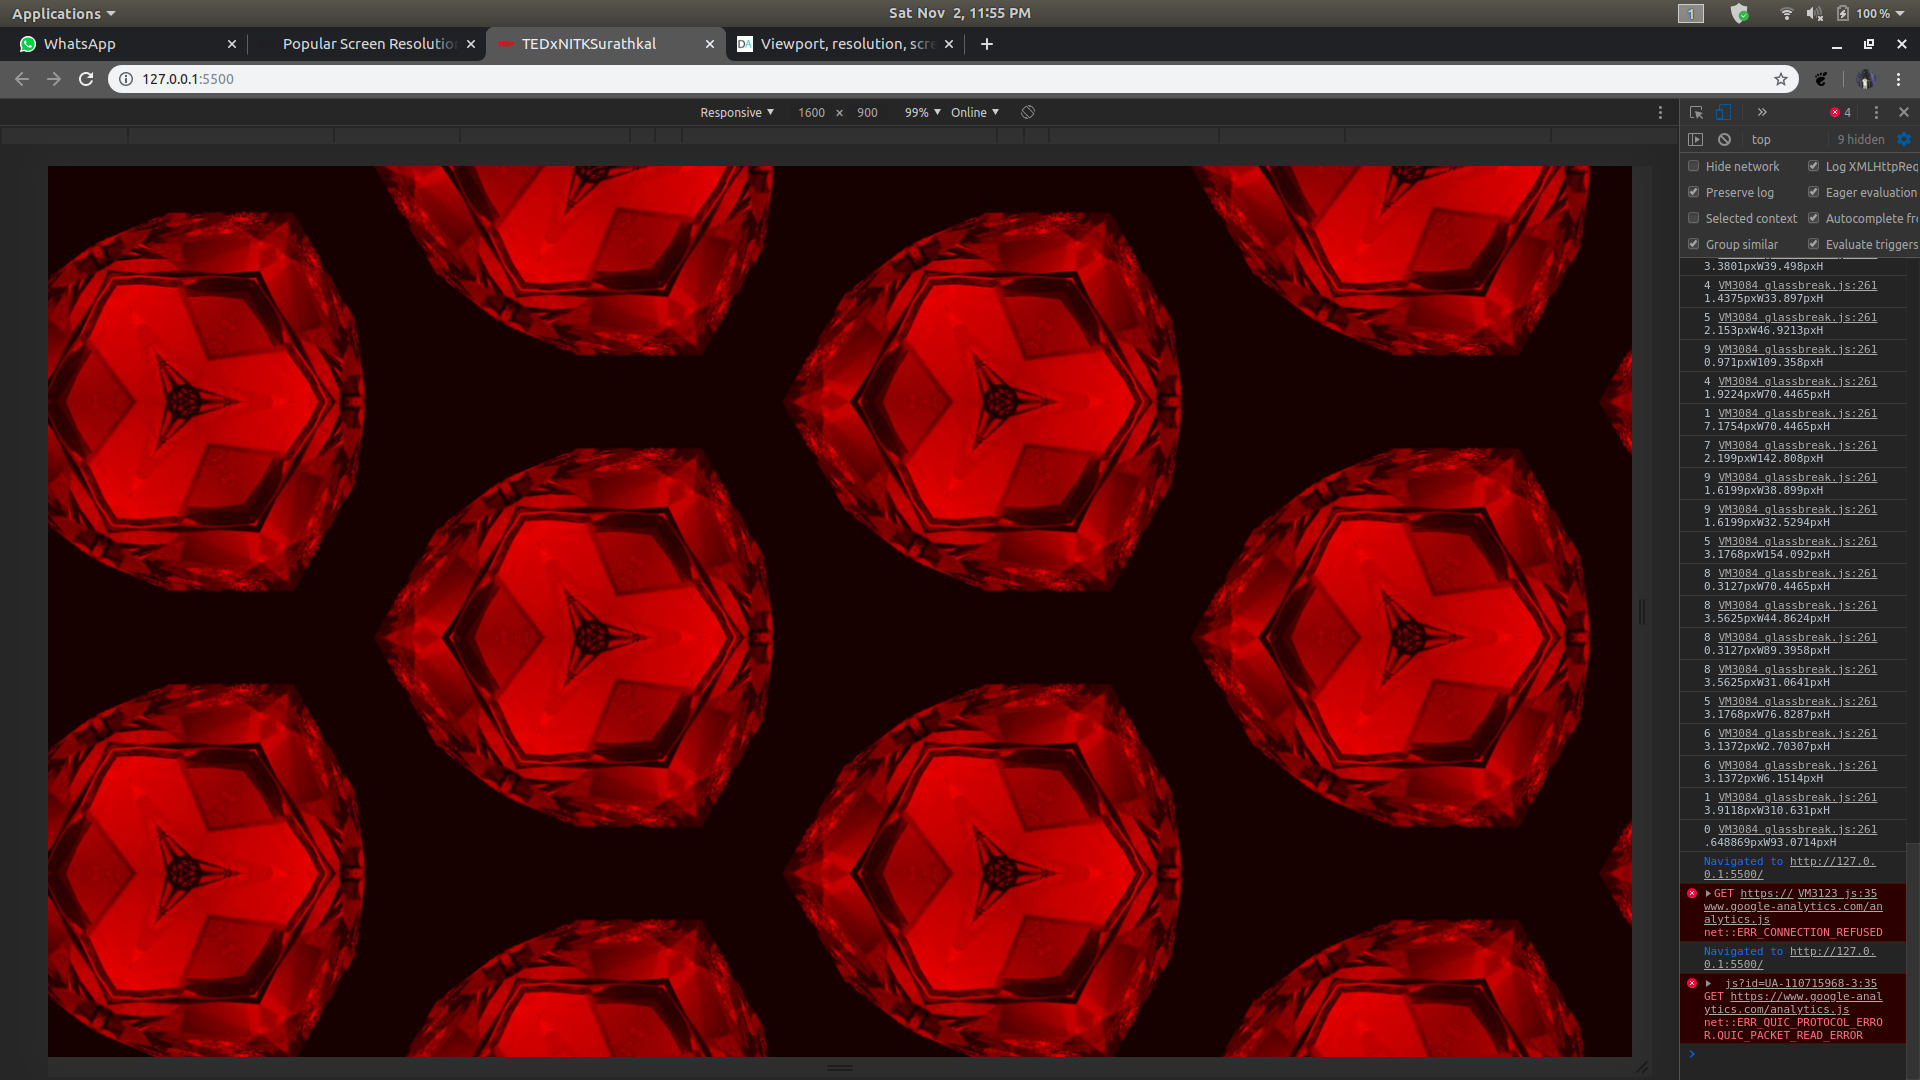 Applications
Sat Nov 2, 11:55 PM
1
100 %
WhatsApp
Popular Screen Resolutio
TEDxNITKSurathkal
DA
Viewport, resolution, scre
127.0.0.1:5500
Responsive
1600 × 900
99%
Online
4
top
9 hidden
Hide network
Log XMLHttpReq
Preserve log
Eager evaluation
Selected context
Autocomplete fro
Group similar
Evaluate triggers
3.3801pxW39.498pxH
4 VM3084 glassbreak.js:261
1.4375pxW33.897pxH
5 VM3084 glassbreak.js:261
2.153pxW46.9213pxH
9 VM3084 glassbreak.js:261
0.971pxW109.358pxH
4 VM3084 glassbreak.js:261
1.9224pxW70.4465pxH
1 VM3084 glassbreak.js:261
7.1754pxW70.4465pxH
7 VM3084 glassbreak.js:261
2.199pxW142.808pxH
9 VM3084 glassbreak.js:261
1.6199pxW38.899pxH
9 VM3084 glassbreak.js:261
1.6199pxW32.5294pxH
5 VM3084 glassbreak.js:261
3.1768pxW154.092pxH
8 VM3084 glassbreak.js:261
0.3127pxW70.4465pxH
8 VM3084 glassbreak.js:261
3.5625pxW44.8624pxH
8 VM3084 glassbreak.js:261
0.3127pxW89.3958pxH
8 VM3084 glassbreak.js:261
3.5625pxW31.0641pxH
5 VM3084 glassbreak.js:261
3.1768pxW76.8287pxH
6 VM3084 glassbreak.js:261
3.1372pxW2.70307pxH
6 VM3084 glassbreak.js:261
3.1372pxW6.1514pxH
1 VM3084 glassbreak.js:261
3.9118pxW310.631pxH
0 VM3084 glassbreak.js:261
.648869pxW93.0714pxH
Navigated to http://127.0.
0.1:5500/
GET https:// VM3123 js:35
www.google-analytics.com/an
alytics.js
net::ERR_CONNECTION_REFUSED
Navigated to http://127.0.
0.1:5500/
js?id=UA-110715968-3:35
GET https://www.google-anal
ytics.com/analytics.js
net::ERR_QUIC_PROTOCOL_ERRO
R.QUIC_PACKET_READ_ERROR